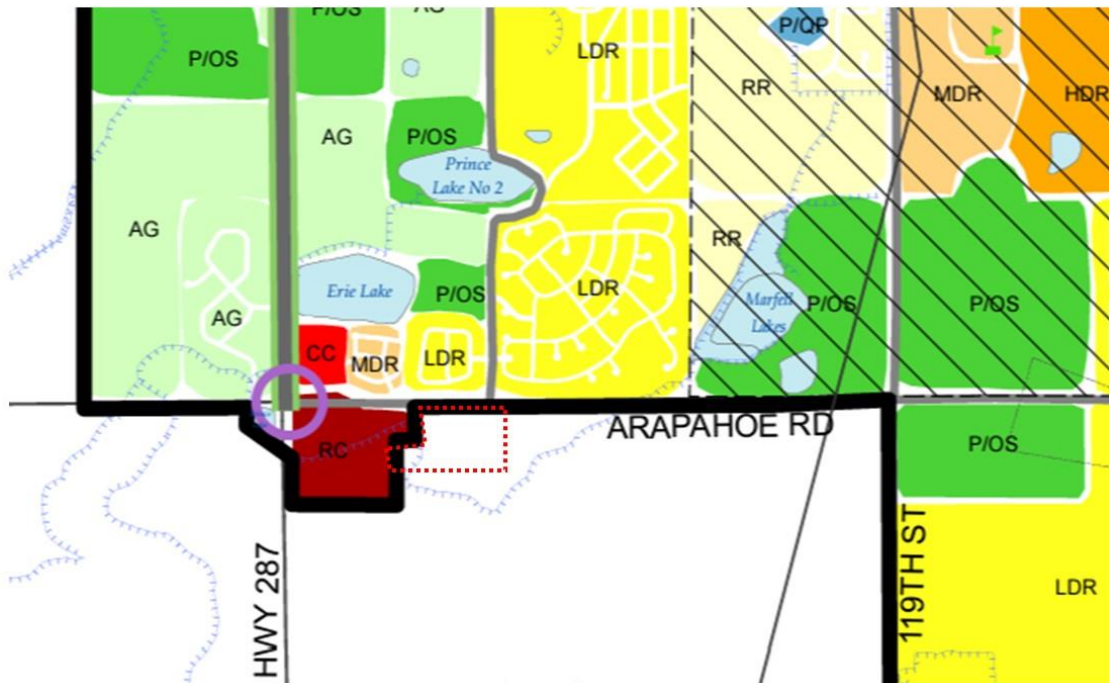 P/OS
AG
P/QP
P/OS
LDR
RR
MDR
HDR
AG
P/OS
Prince
Lake No 2
AG
RR
Erie Lake
P/OS
LDR
Marfell
Lakes
P/OS
P/OS
AG
CC
MDR
LDR
ARAPAHOE RD
RC
P/OS
HWY 287
119TH ST
LDR